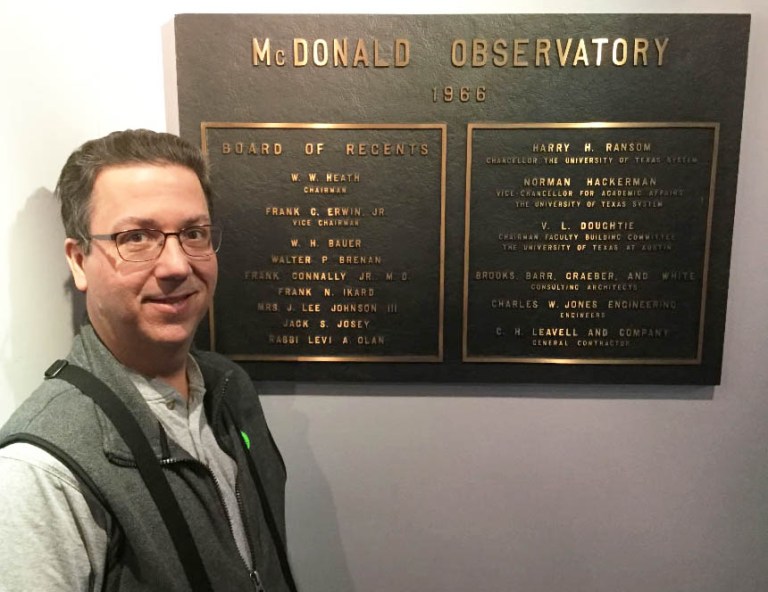 McDONALD OBSERVATORY
1966
BOARD OF REGENTS
W. W. HEATH
CHAIRMAN
FRANK C. ERWIN JR.
VICE CHAIRMAN
W. H. BAUER
WALTER P. BRENAN
FRANK CONNALLY JR. M. D.
FRANK N. IKARD
MRS. J. LEE JOHNSON III
JACK S. JOSEY
RABBI LEVI A. OLAN
HARRY H. RANSOM
CHANCELLOR THE UNIVERSITY OF TEXAS SYSTEM
NORMAN HACKERMAN
VICE-CHANCELLOR FOR ACADEMIC AFFAIRS
THE UNIVERSITY OF TEXAS SYSTEM
V. L. DOUGHTIE
CHAIRMAN FACULTY BUILDING COMMITTEE
THE UNIVERSITY OF TEXAS AT AUSTIN
BROOKS, BARR, GRAEBER, AND WHITE
CONSULTING ARCHITECTS
CHARLES W. JONES ENGINEERING
ENGINEERS
C. H. LEAVELL AND COMPANY
GENERAL CONTRACTOR